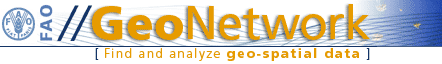 FAO
//GeoNetwork
[ Find and analyze geo-spatial data ]